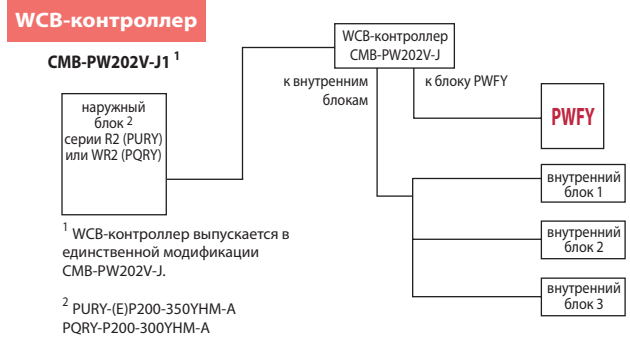 WCB-контроллер
CMB-PW202V-J1 ¹
наружный
блок ²
серии R2 (PURY)
или WR2 (PQRY)
WCB-контроллер
CMB-PW202V-J
к внутренним
блокам
к блоку PWFY
PWFY
внутренний
блок 1
внутренний
блок 2
внутренний
блок 3
¹ WCB-контроллер выпускается в
единственной модификации
CMB-PW202V-J.
² PURY-(E)P200-350YHM-A
PQRY-P200-300YHM-A